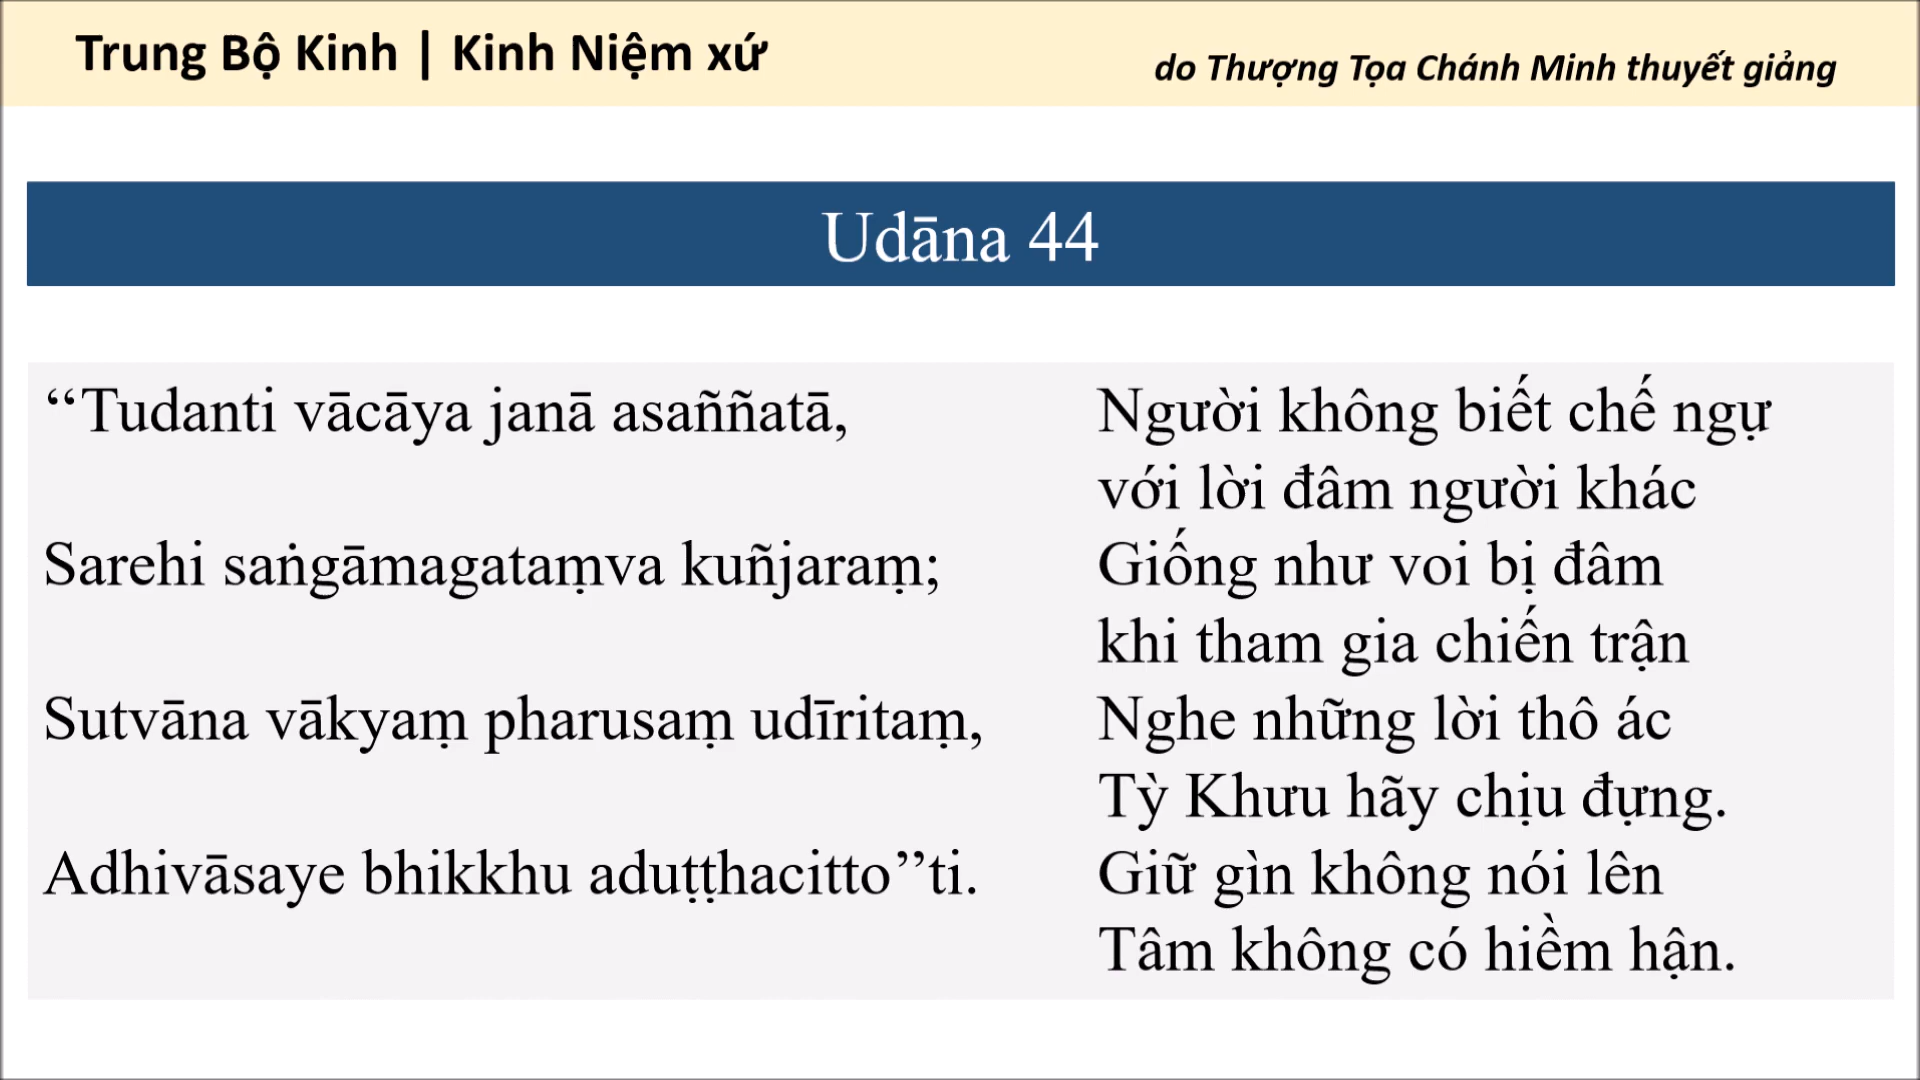 Trung Bộ Kinh | Kinh Niệm xứ
do Thượng Tọa Chánh Minh thuyết giảng
Udāna 44
‘‘Tudanti vācāya janā asaññatā,
Sarehi saṅgāmagataṃva kuñjaraṃ;
Sutvāna vākyaṃ pharusaṃ udīritaṃ,
Adhivāsaye bhikkhu aduṭṭhacitto’’ti.
Người không biết chế ngự
với lời đâm người khác
Giống như voi bị đâm
khi tham gia chiến trận
Nghe những lời thô ác
Tỳ Khưu hãy chịu đựng.
Giữ gìn không nói lên
Tâm không có hiềm hận.